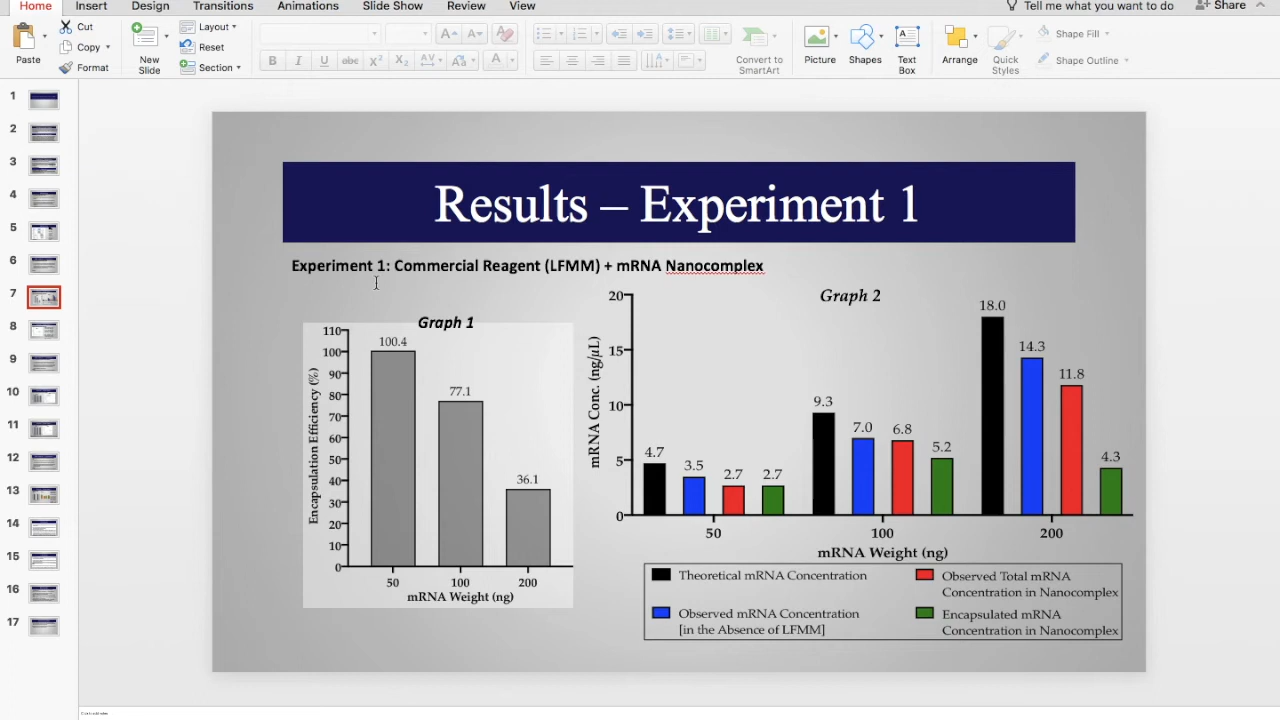 Home Insert Design Transitions Animations Slide Show Review View Tell me what you want to do Share
Cut
Copy
Format
Paste
New
Slide
Layout
Reset
Section
B I U abc X² X₂ AV Aa A
A A A
Convert to
SmartArt
Picture
Shapes
Text
Box
Arrange
Quick
Styles
Shape Fill
Shape Outline
1
2
3
4
5
6
7
8
9
10
11
12
13
14
15
16
17
Results – Experiment 1
Experiment 1: Commercial Reagent (LFMM) + mRNA Nanocomplex
Graph 1
Encapsulation Efficiency (%)
110
100
90
80
70
60
50
40
30
20
10
0
100.4
77.1
36.1
50 100 200
mRNA Weight (ng)
Graph 2
mRNA Conc. (ng/µL)
20
15
10
5
0
4.7 3.5 2.7 2.7
9.3 7.0 6.8 5.2
18.0 14.3 11.8 4.3
50 100 200
mRNA Weight (ng)
Theoretical mRNA Concentration
Observed mRNA Concentration
[in the Absence of LFMM]
Observed Total mRNA
Concentration in Nanocomplex
Encapsulated mRNA
Concentration in Nanocomplex